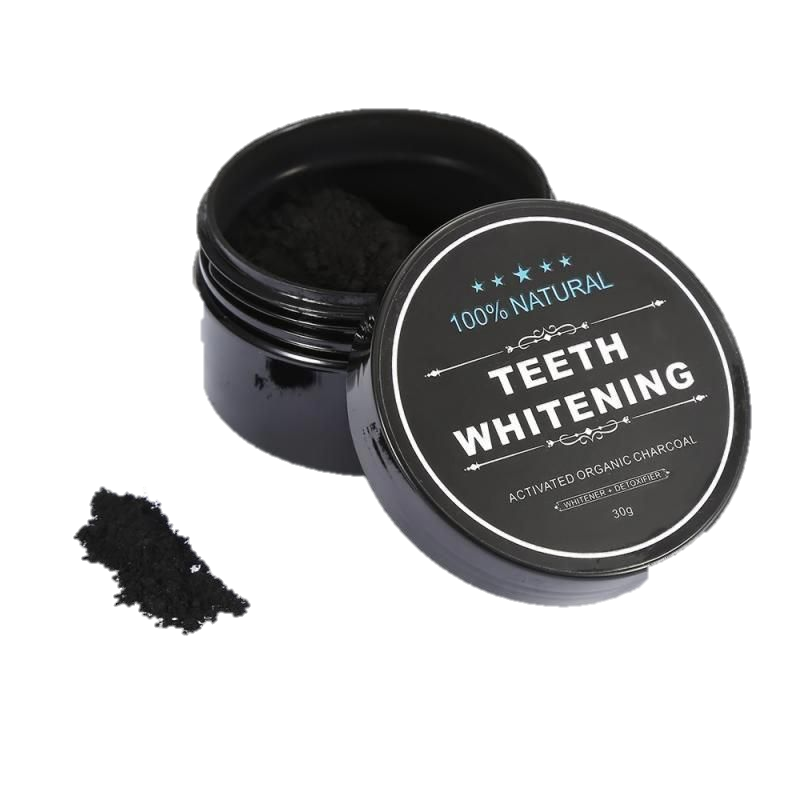 100% NATURAL
TEETH
WHITENING
ACTIVATED ORGANIC CHARCOAL
WHITENER + DETOXIFIER
30g